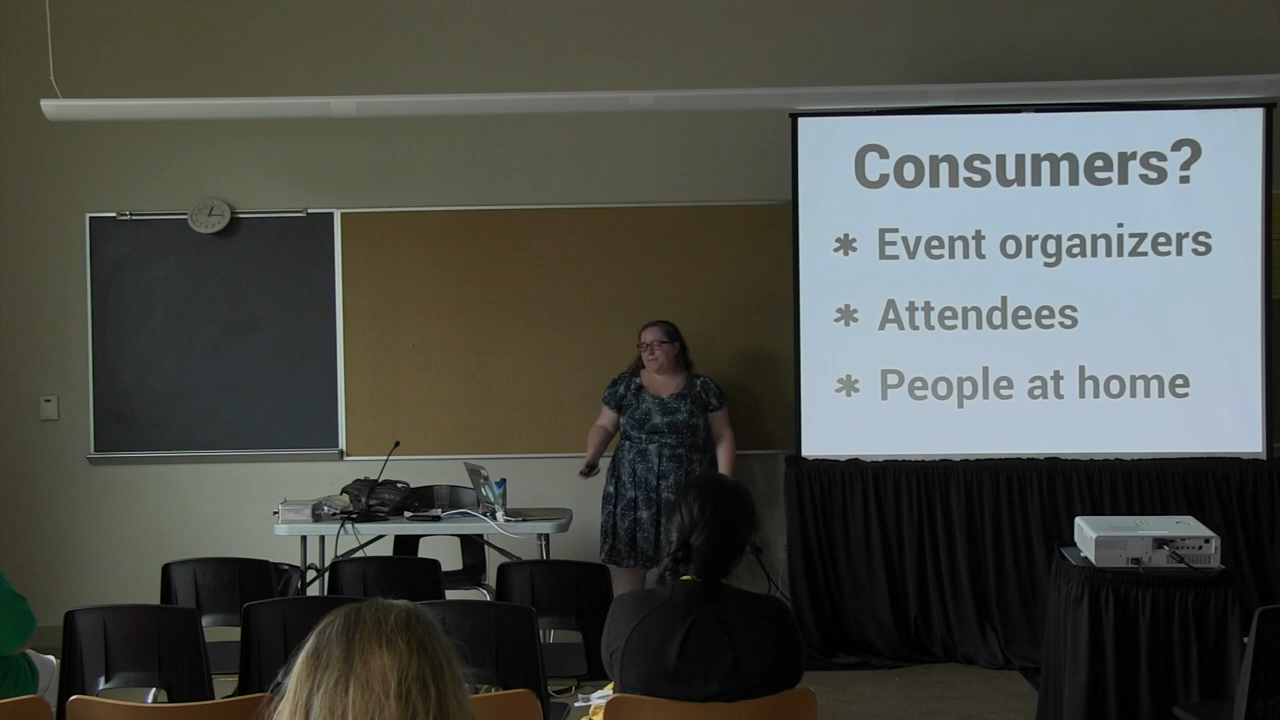 Consumers?
* Event organizers
* Attendees
* People at home